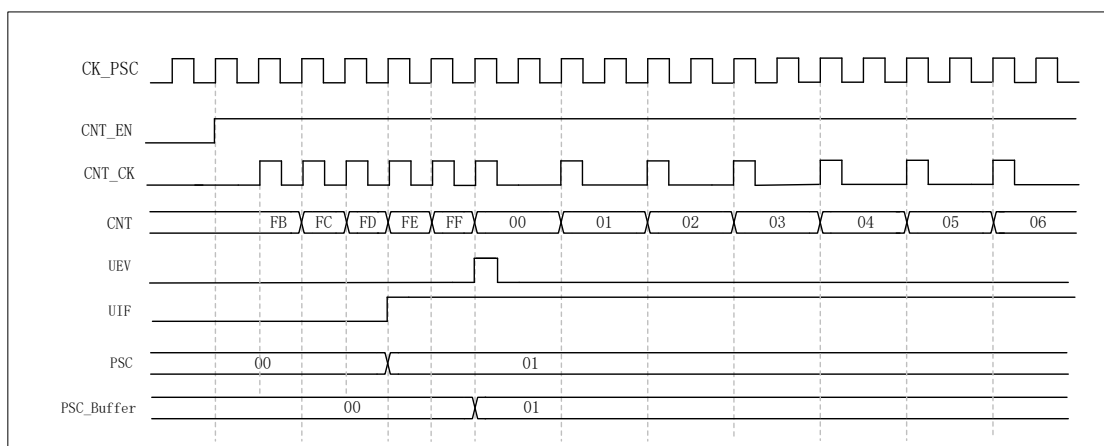 CK_PSC
CNT_EN
CNT_CK
CNT FB FC FD FE FF 00 01 02 03 04 05 06
UEV
UIF
PSC 00 01
PSC_Buffer 00 01